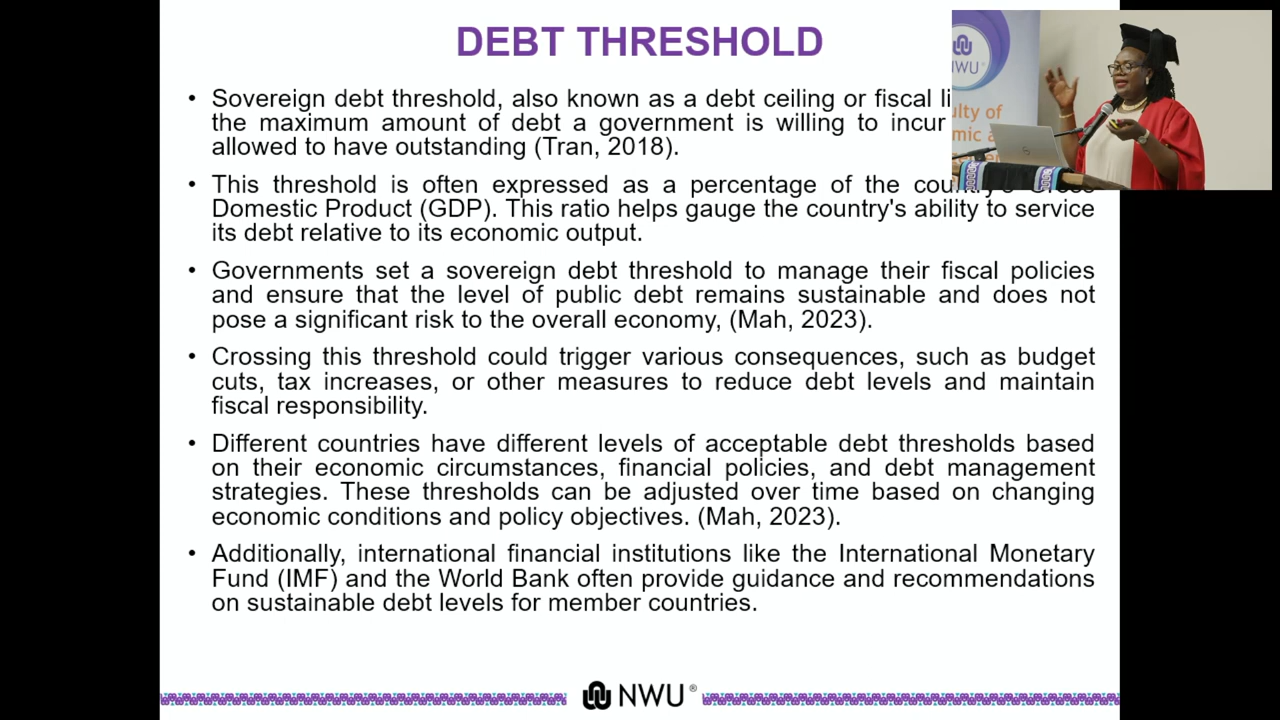 DEBT THRESHOLD
• Sovereign debt threshold, also known as a debt ceiling or fiscal
the maximum amount of debt a government is willing to incur
allowed to have outstanding (Tran, 2018).
• This threshold is often expressed as a percentage of the
Domestic Product (GDP). This ratio helps gauge the country's ability to service
its debt relative to its economic output.
• Governments set a sovereign debt threshold to manage their fiscal policies
and ensure that the level of public debt remains sustainable and does not
pose a significant risk to the overall economy, (Mah, 2023).
• Crossing this threshold could trigger various consequences, such as budget
cuts, tax increases, or other measures to reduce debt levels and maintain
fiscal responsibility.
• Different countries have different levels of acceptable debt thresholds based
on their economic circumstances, financial policies, and debt management
strategies. These thresholds can be adjusted over time based on changing
economic conditions and policy objectives. (Mah, 2023).
• Additionally, international financial institutions like the International Monetary
Fund (IMF) and the World Bank often provide guidance and recommendations
on sustainable debt levels for member countries.
NWU®
NWU
of